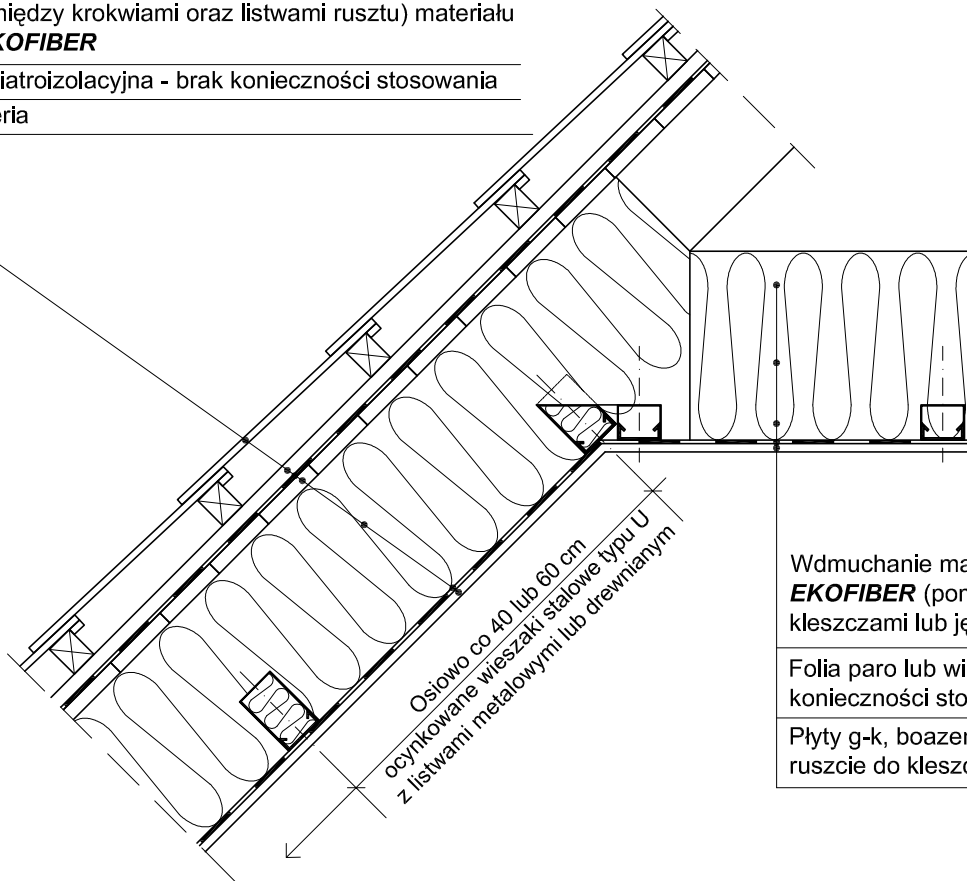 między krokwiami oraz listwami rusztu) materiału
KOFIBER
iatroizolacyjna - brak konieczności stosowania
eria
Osiowo co 40 lub 60 cm
ocynkowane wieszaki stalowe typu U
z listwami metalowymi lub drewnianym
Wdmuchanie ma
EKOFIBER (pon
kleszczami lub ję
Folia paro lub wi
konieczności sto
Płyty g-k, boazer
ruszcie do kleszc